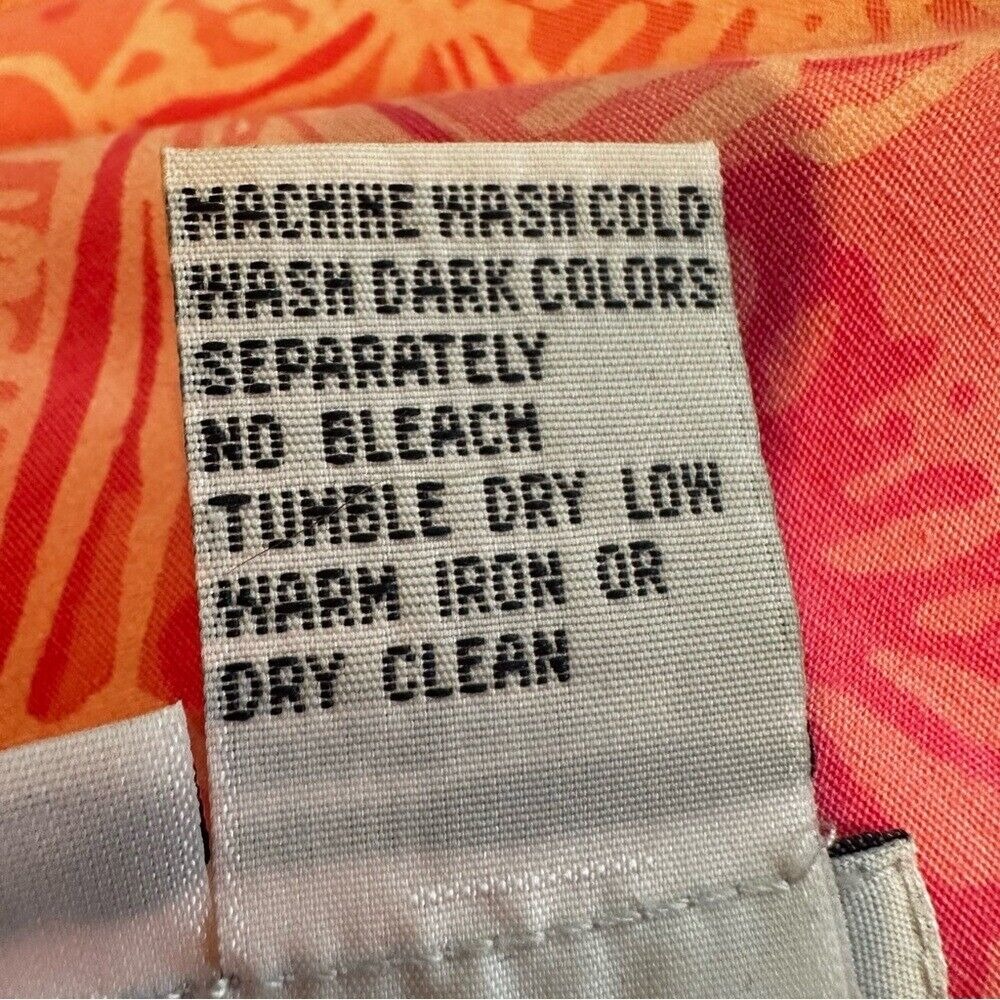 MACHINE WASH COLD
WASH DARK COLORS
SEPARATELY
NO BLEACH
TUMBLE DRY LOW
WARM IRON OR
DRY CLEAN